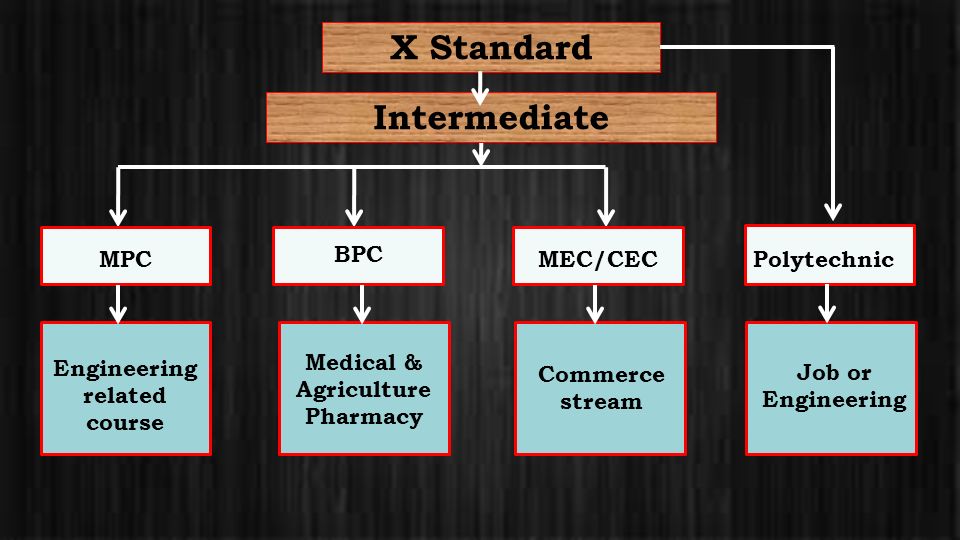 X Standard
Intermediate
MPC
BPC
MEC/CEC
Polytechnic
Engineering
related
course
Medical &
Agriculture
Pharmacy
Commerce
stream
Job or
Engineering